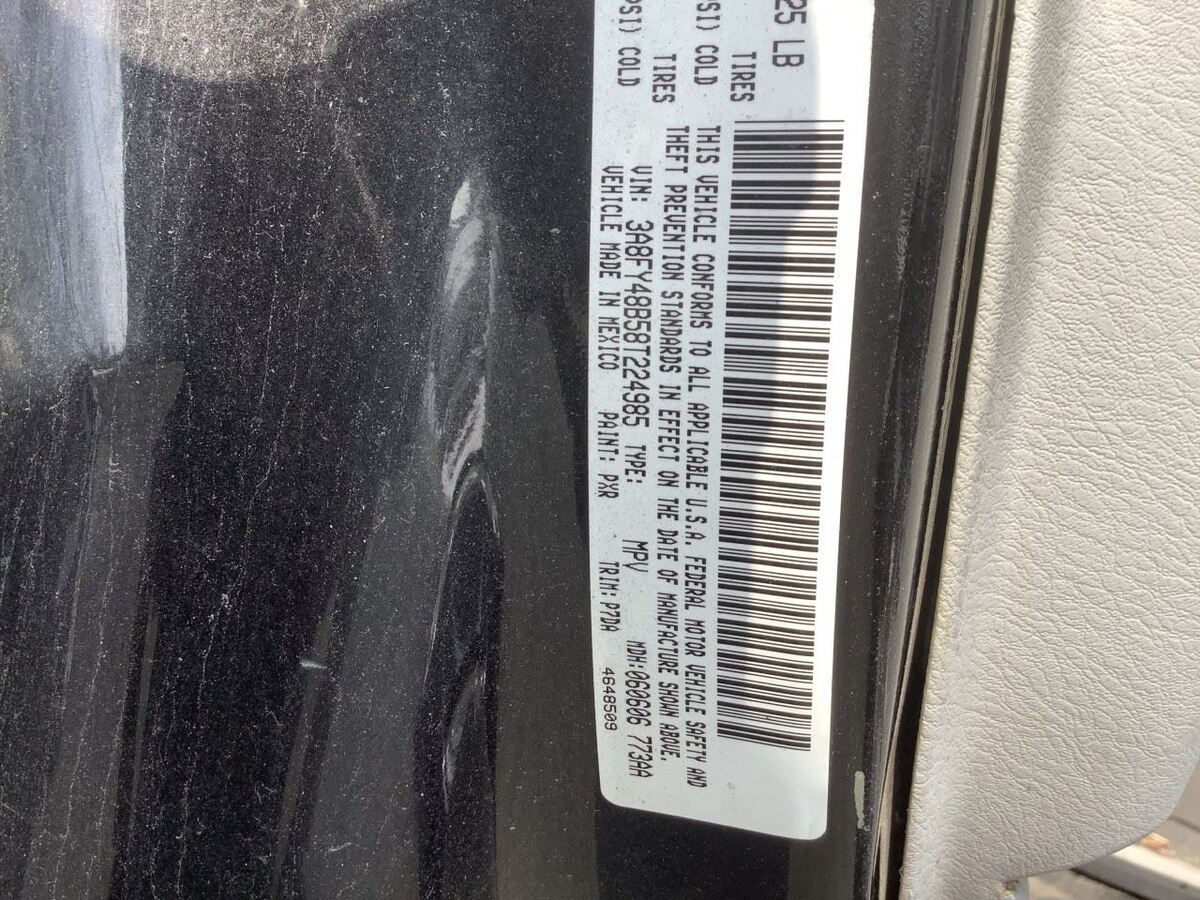 25 LB
TIRES
PSI) COLD
TIRES
PSI) COLD
THIS VEHICLE CONFORMS TO ALL APPLICABLE U.S.A. FEDERAL MOTOR VEHICLE SAFETY AND
THEFT PREVENTION STANDARDS IN EFFECT ON THE DATE OF MANUFACTURE SHOWN ABOVE.
VIN: 3A8FY48B58T224985 TYPE: MPV MDH:060606 773AA
VEHICLE MADE IN MEXICO PAINT: PXR TRIM: P7DA 4648509